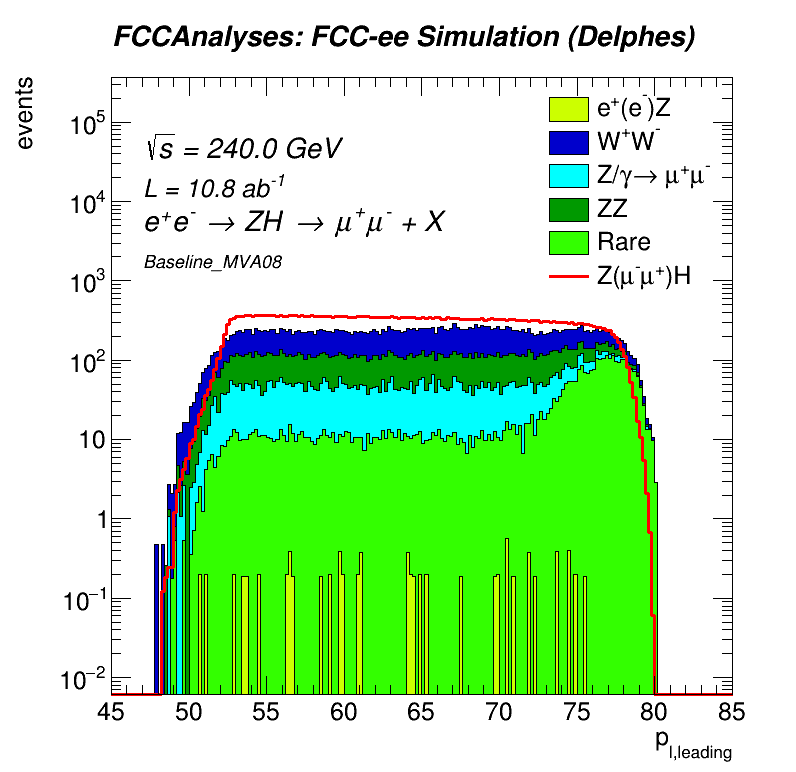 FCCAnalyses: FCC-ee Simulation (Delphes)
events
10⁵
10⁴
10³
10²
10
1
10⁻¹
10⁻²
√s = 240.0 GeV
L = 10.8 ab⁻¹
e⁺e⁻ → ZH → μ⁺μ⁻ + X
Baseline_MVA08
e⁺(e⁻)Z
W⁺W⁻
Z/γ→ μ⁺μ⁻
ZZ
Rare
Z(μ⁻μ⁺)H
45 50 55 60 65 70 75 80 85
p_l,leading